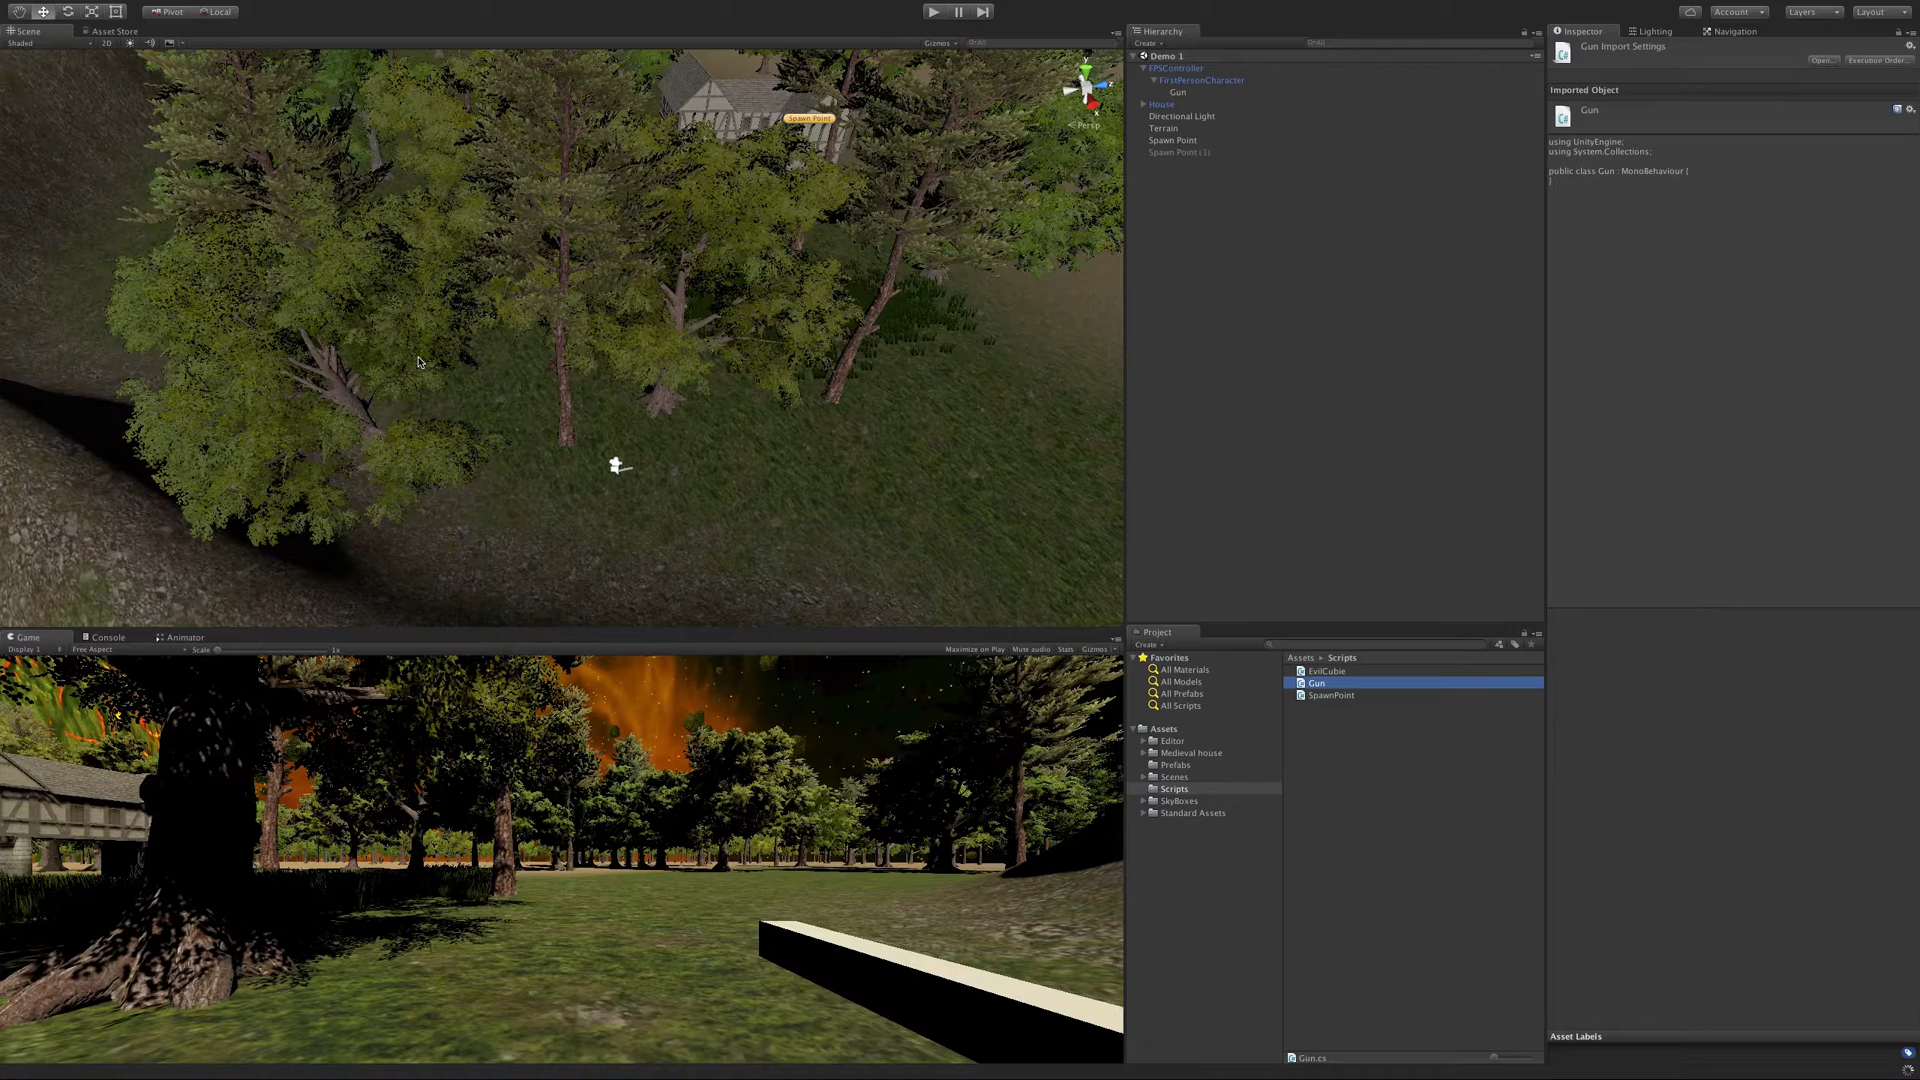 Pivot Local
Account Layers Layout
Scene Asset Store
Shaded 2D Gizmos All
Spawn Point
y
z
x
Persp
Hierarchy
Create All
Demo 1
FPSController
FirstPersonCharacter
Gun
House
Directional Light
Terrain
Spawn Point
Spawn Point (1)
Inspector Lighting Navigation
Gun Import Settings
Open... Execution Order...
Imported Object
Gun
using UnityEngine;
using System.Collections;
public class Gun : MonoBehaviour {
}
Game Console Animator
Display 1 Free Aspect Scale 1x Maximize on Play Mute audio Stats Gizmos
Project
Create
Favorites
All Materials
All Models
All Prefabs
All Scripts
Assets
Editor
Medieval house
Prefabs
Scenes
Scripts
SkyBoxes
Standard Assets
Assets Scripts
EvilCubie
Gun
SpawnPoint
Gun.cs
Asset Labels